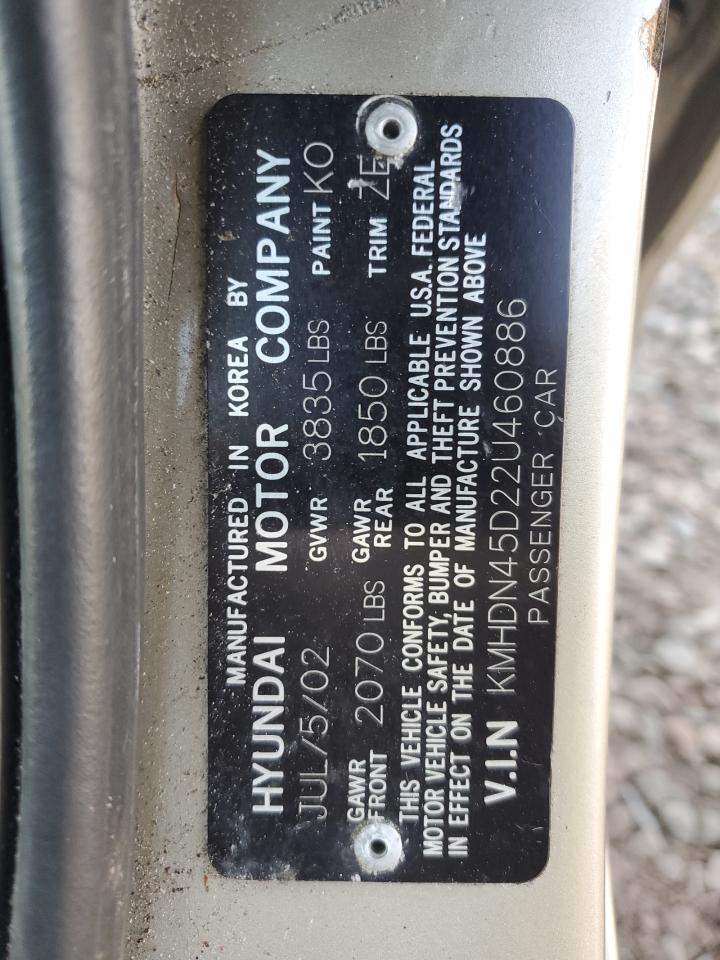 MANUFACTURED IN KOREA BY
HYUNDAI MOTOR COMPANY
JUL/5/02 GVWR 3835 LBS PAINT KO
GAWR FRONT 2070 LBS GAWR REAR 1850 LBS TRIM ZE
THIS VEHICLE CONFORMS TO ALL APPLICABLE U.S.A. FEDERAL
MOTOR VEHICLE SAFETY, BUMPER AND THEFT PREVENTION STANDARDS
IN EFFECT ON THE DATE OF MANUFACTURE SHOWN ABOVE
V.I.N KMHDN45D22U460886
PASSENGER CAR